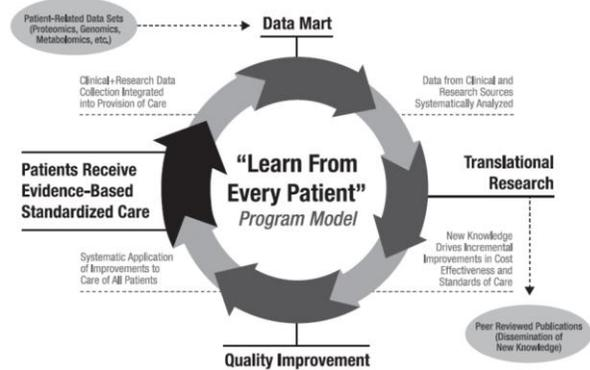 Patient-Related Data Sets
(Proteomics, Genomics,
Metabolomics, etc.)
Data Mart
Clinical+Research Data
Collection Integrated
into Provision of Care
Data from Clinical and
Research Sources
Systematically Analyzed
Patients Receive
Evidence-Based
Standardized Care
"Learn From
Every Patient"
Program Model
Translational
Research
Systematic Application
of Improvements to
Care of All Patients
New Knowledge
Drives Incremental
Improvements in Cost
Effectiveness and
Standards of Care
Quality Improvement
Peer Reviewed Publications
(Dissemination of
New Knowledge)